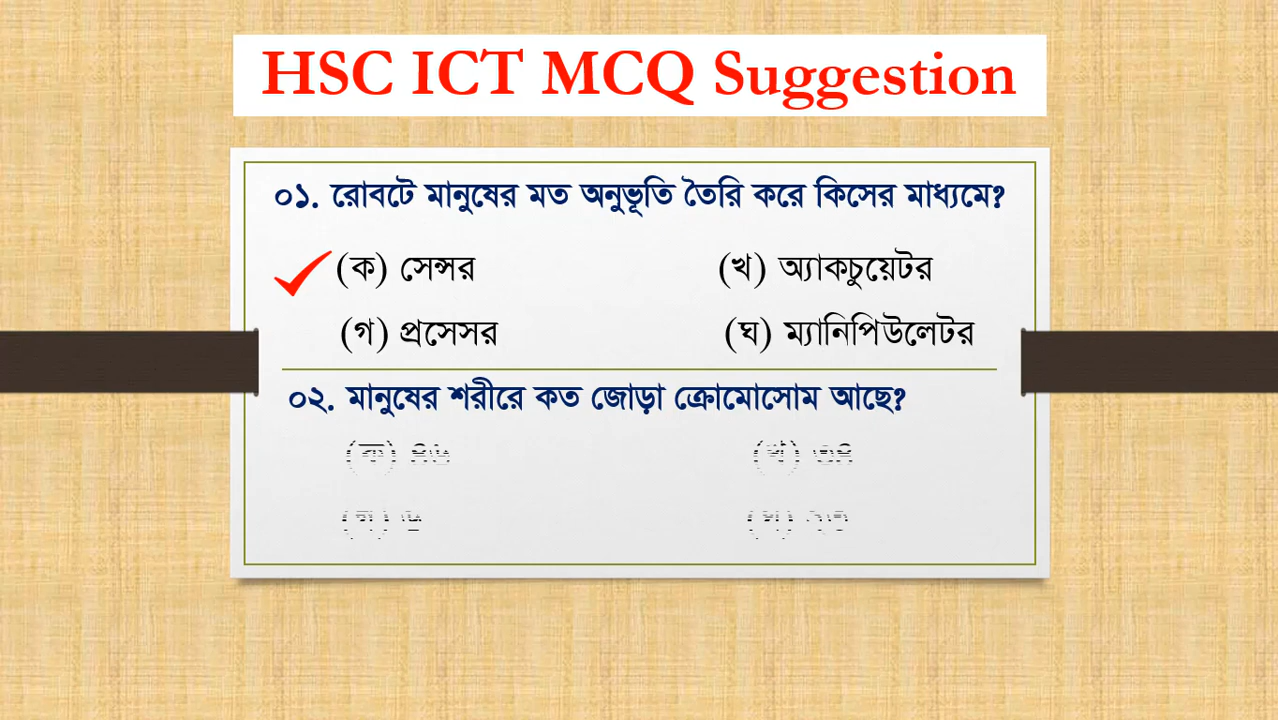 HSC ICT MCQ Suggestion
০১. রোবটে মানুষের মত অনুভূতি তৈরি করে কিসের মাধ্যমে?
(ক) সেন্সর (খ) অ্যাকচুয়েটর
(গ) প্রসেসর (ঘ) ম্যানিপিউলেটর
০২. মানুষের শরীরে কত জোড়া ক্রোমোসোম আছে?
(ক) (খ)